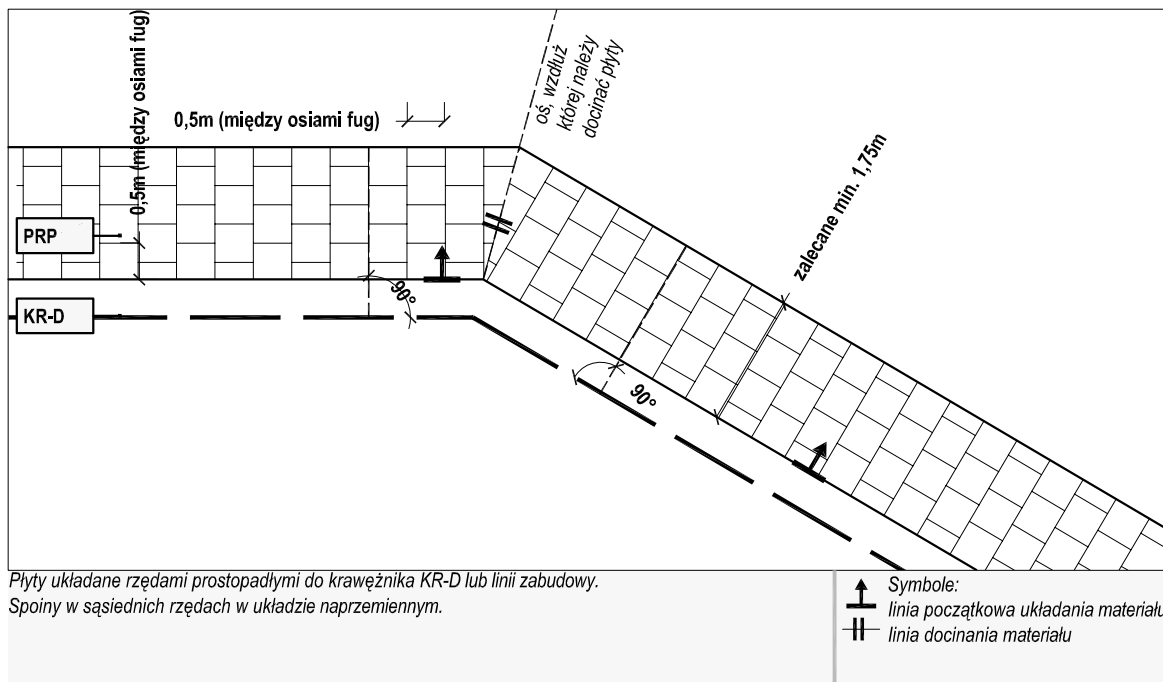 0,5m (między osiami fug)
0,5m (między osiami fug)
oś, wzdłuż
której należy
docinać płyty
zalecane min. 1,75m
PRP
KR-D
90°
90°
Płyty układane rzędami prostopadłymi do krawężnika KR-D lub linii zabudowy.
Spoiny w sąsiednich rzędach w układzie naprzemiennym.
Symbole:
linia początkowa układania materiału
linia docinania materiału